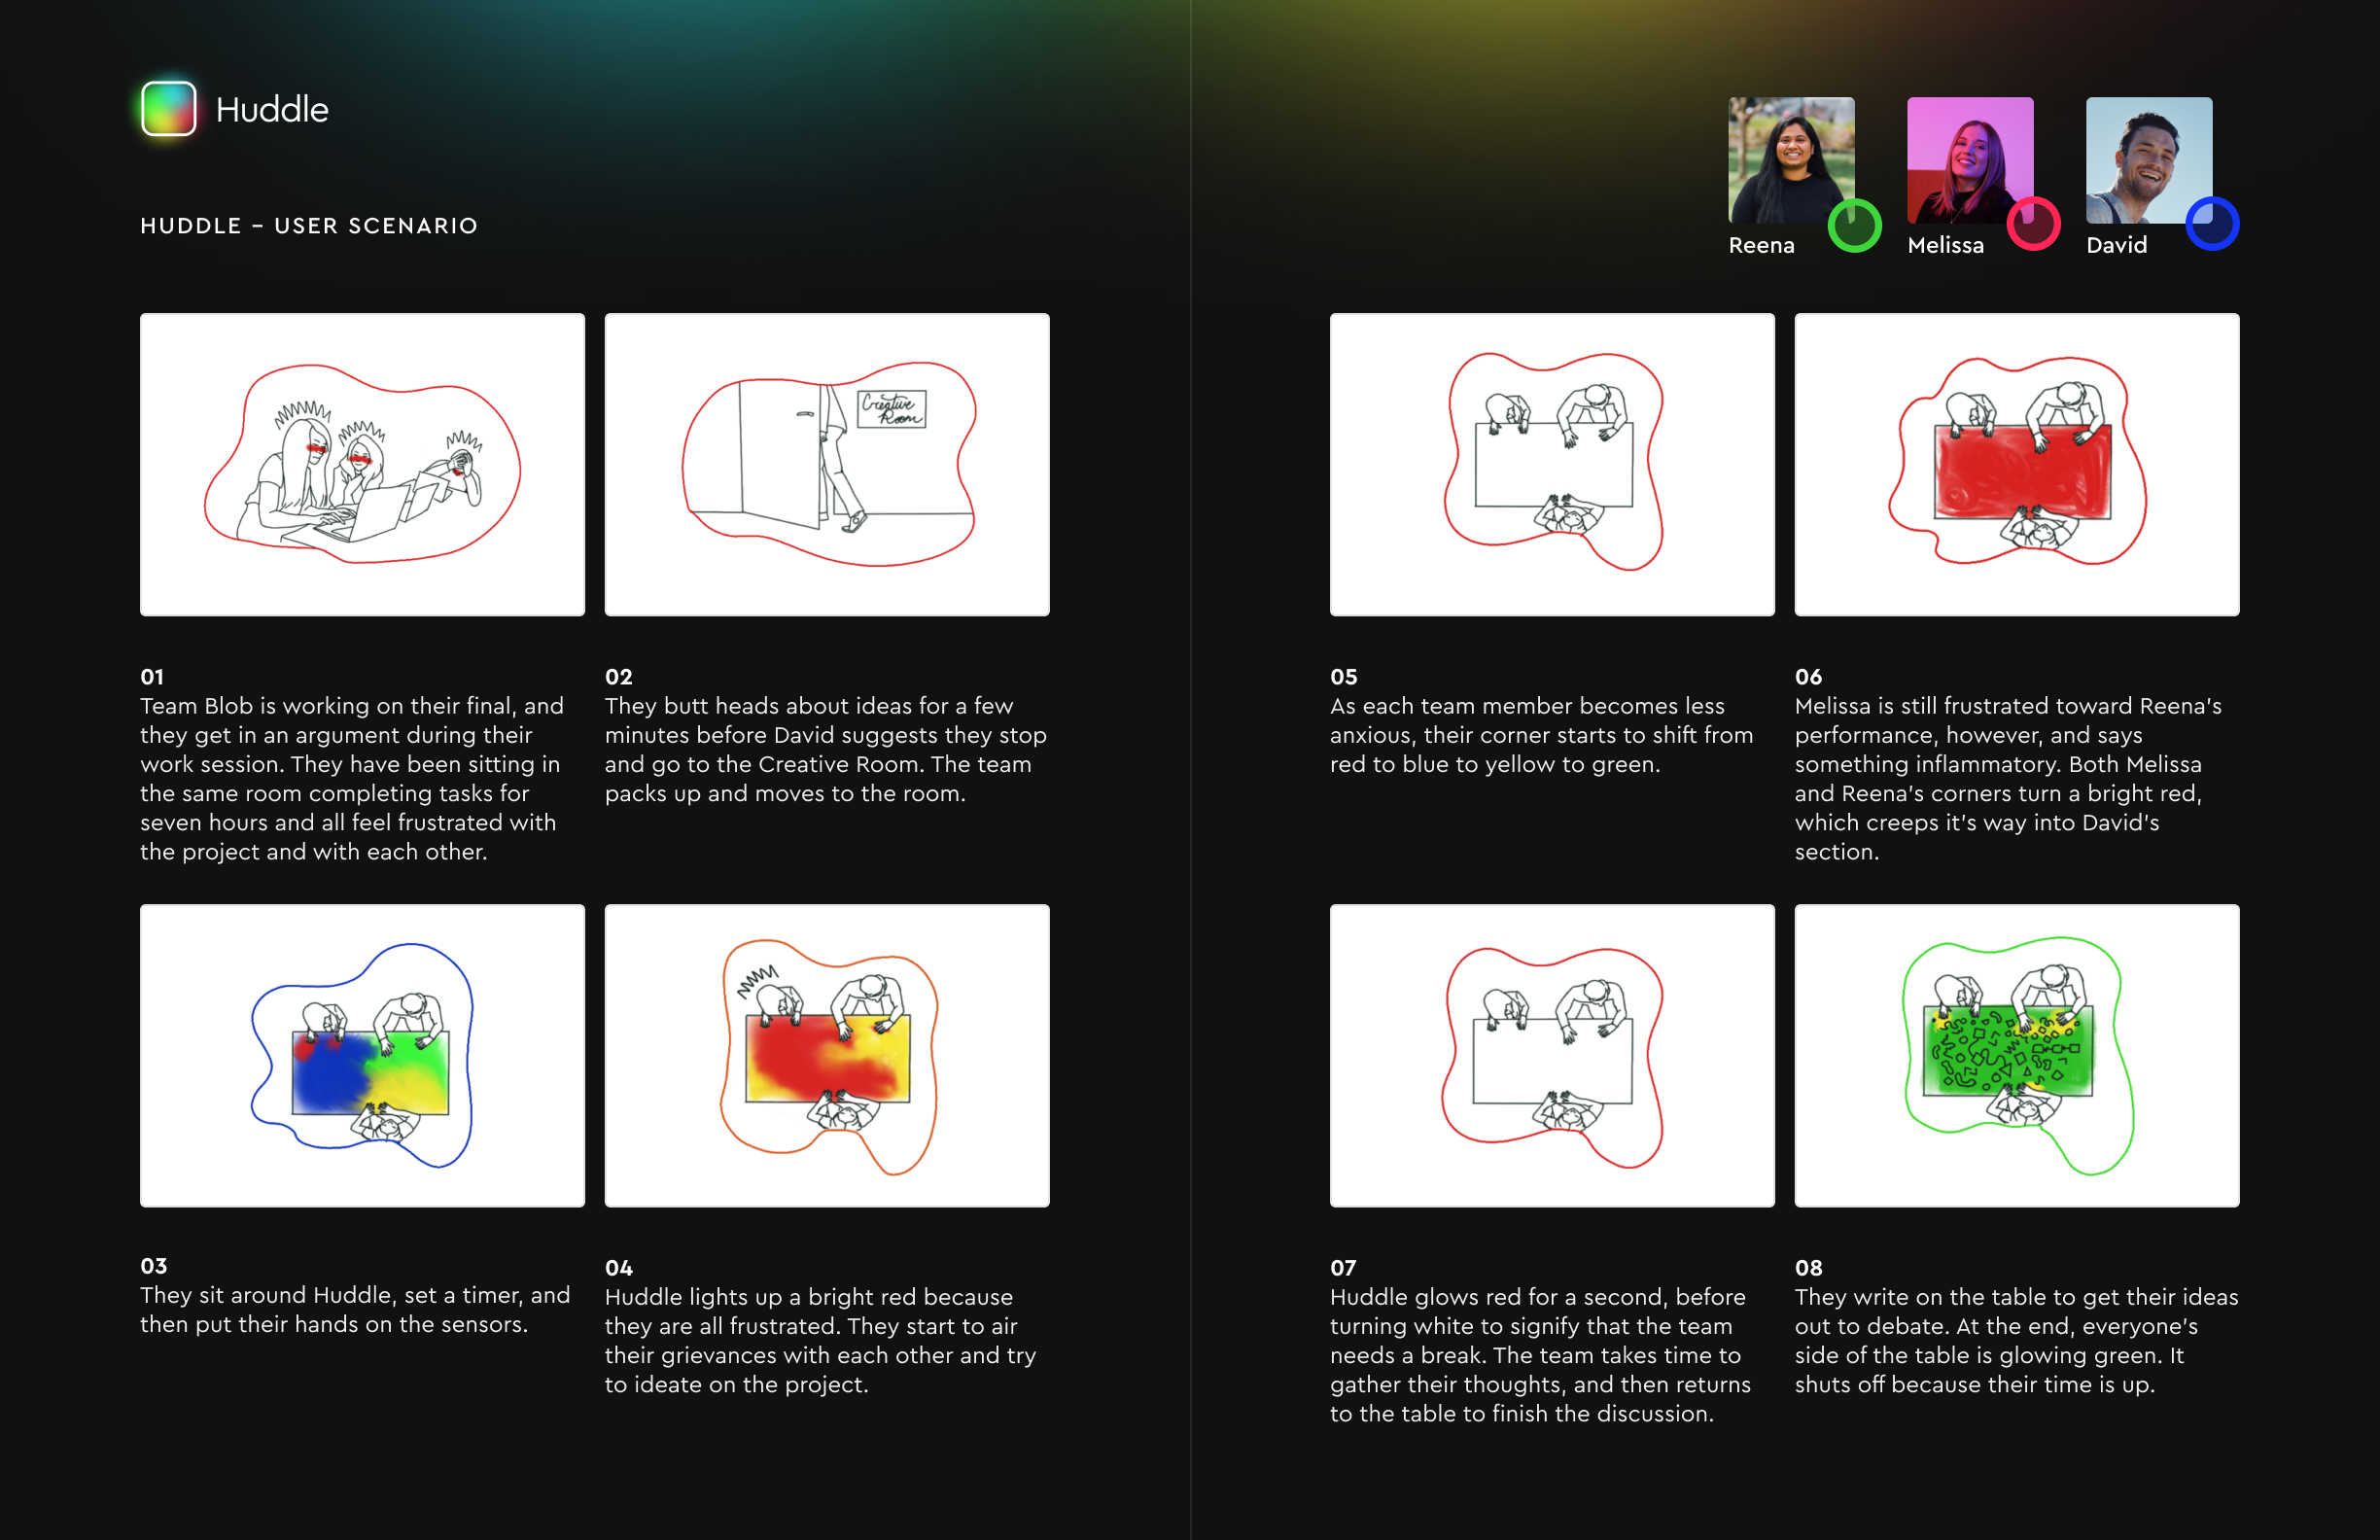 Huddle
HUDDLE – USER SCENARIO
Reena
Melissa
David
Creative
Room
01
Team Blob is working on their final, and
they get in an argument during their
work session. They have been sitting in
the same room completing tasks for
seven hours and all feel frustrated with
the project and with each other.
02
They butt heads about ideas for a few
minutes before David suggests they stop
and go to the Creative Room. The team
packs up and moves to the room.
03
They sit around Huddle, set a timer, and
then put their hands on the sensors.
04
Huddle lights up a bright red because
they are all frustrated. They start to air
their grievances with each other and try
to ideate on the project.
05
As each team member becomes less
anxious, their corner starts to shift from
red to blue to yellow to green.
06
Melissa is still frustrated toward Reena's
performance, however, and says
something inflammatory. Both Melissa
and Reena's corners turn a bright red,
which creeps it's way into David's
section.
07
Huddle glows red for a second, before
turning white to signify that the team
needs a break. The team takes time to
gather their thoughts, and then returns
to the table to finish the discussion.
08
They write on the table to get their ideas
out to debate. At the end, everyone's
side of the table is glowing green. It
shuts off because their time is up.